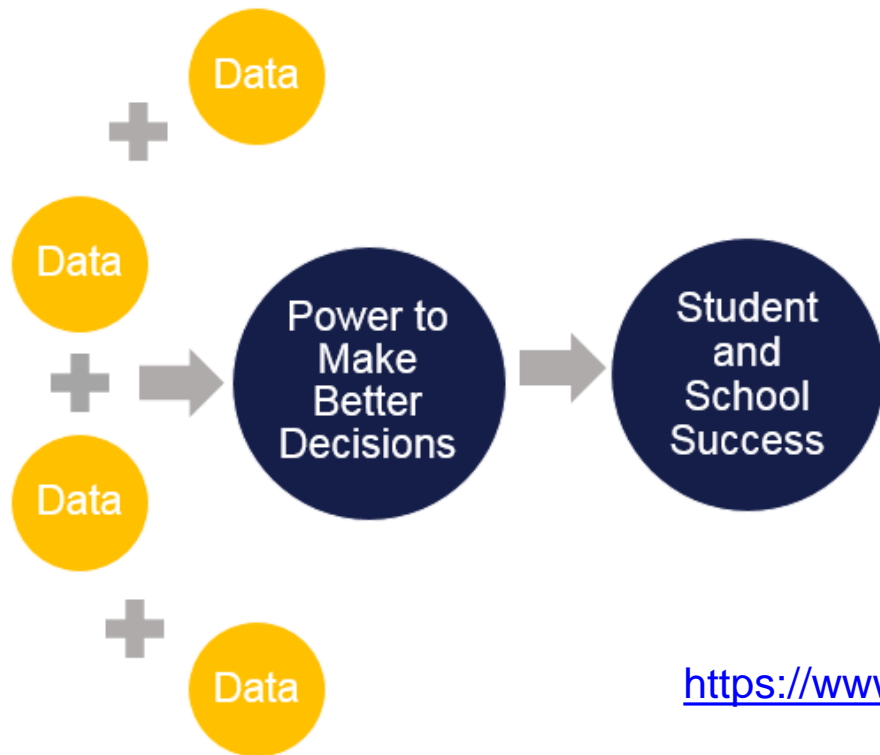 Data
Data
Data
Data
Power to
Make
Better
Decisions
Student
and
School
Success
https://www